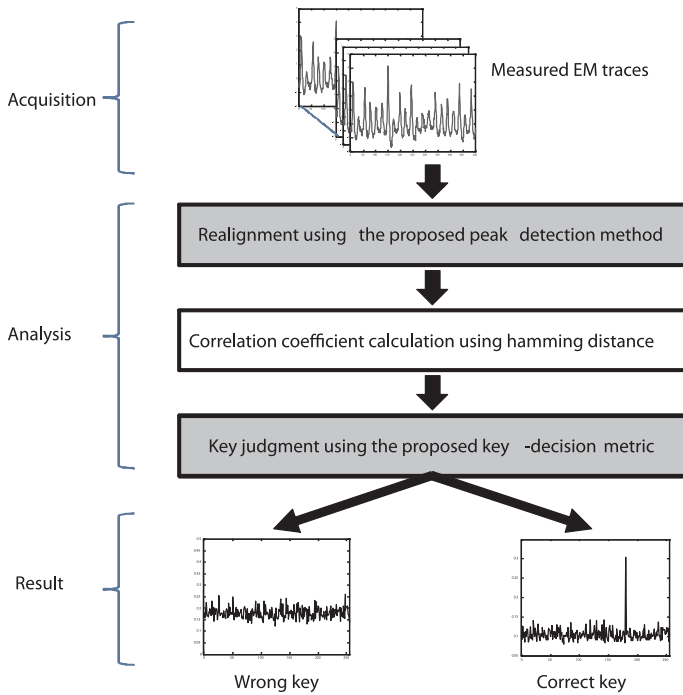 Measured EM traces
Acquisition
Realignment using the proposed peak detection method
Analysis
Correlation coefficient calculation using hamming distance
Key judgment using the proposed key -decision metric
Result
Wrong key
Correct key